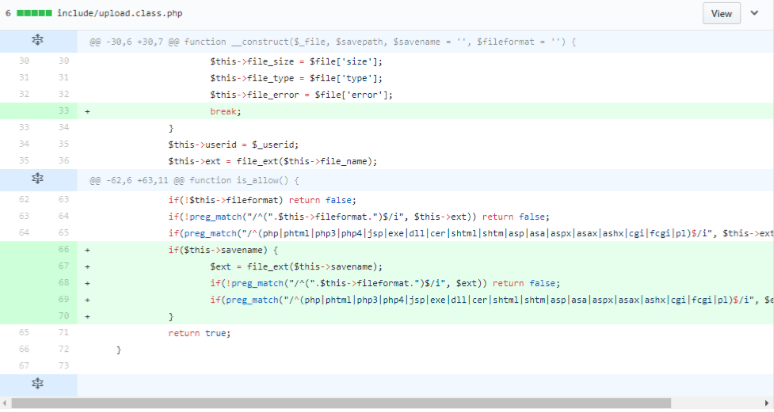 6 include/upload.class.php View
@@ -30,6 +30,7 @@ function __construct($_file, $savepath, $savename = '', $fileformat = '') {
30 30 $this->file_size = $file['size'];
31 31 $this->file_type = $file['type'];
32 32 $this->file_error = $file['error'];
33 + break;
33 34 }
34 35 $this->userid = $_userid;
35 36 $this->ext = file_ext($this->file_name);
@@ -62,6 +63,11 @@ function is_allow() {
62 63 if(!$this->fileformat) return false;
63 64 if(!preg_match("/^(".$this->fileformat.")$/i", $this->ext)) return false;
64 65 if(preg_match("/^(php|phtml|php3|php4|jsp|exe|dll|cer|shtml|shtm|asp|asa|aspx|asax|ashx|cgi|fcgi|pl)$/i", $this->ext
66 + if($this->savename) {
67 + $ext = file_ext($this->savename);
68 + if(!preg_match("/^(".$this->fileformat.")$/i", $ext)) return false;
69 + if(preg_match("/^(php|phtml|php3|php4|jsp|exe|dll|cer|shtml|shtm|asp|asa|aspx|asax|ashx|cgi|fcgi|pl)$/i", $e
70 + }
65 71 return true;
66 72 }
67 73